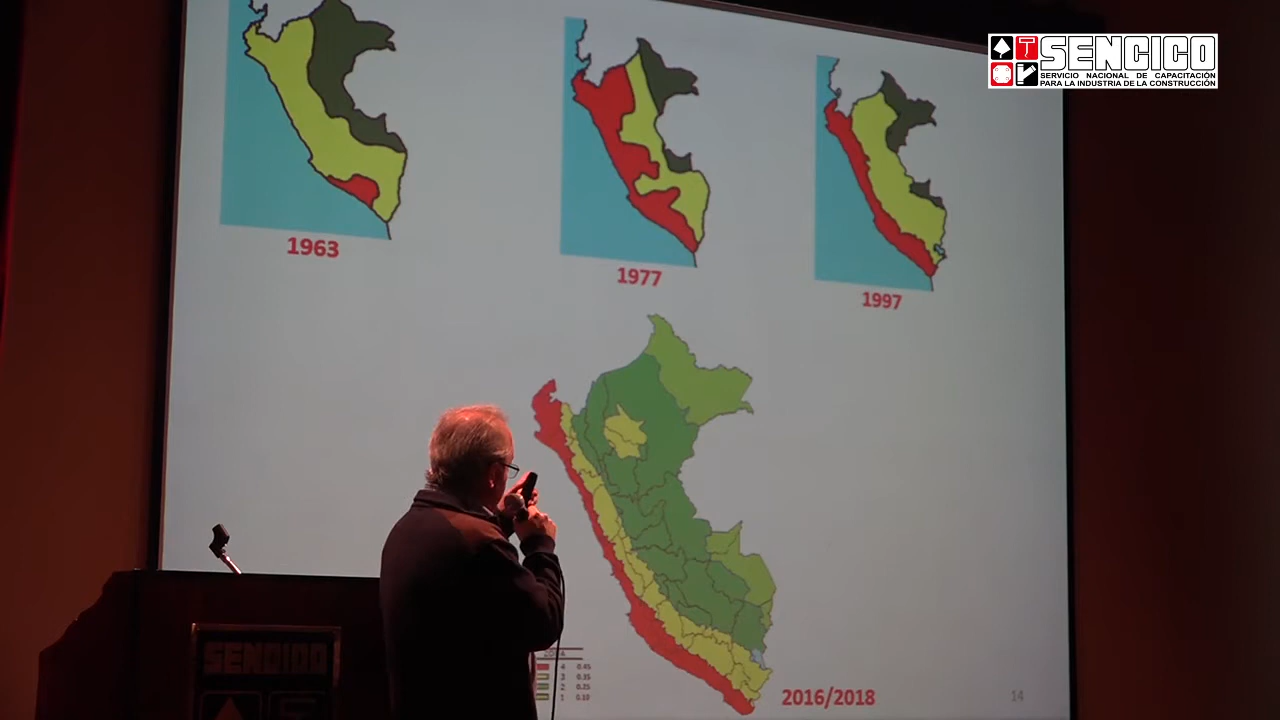 SENCICO
SERVICIO NACIONAL DE CAPACITACIÓN
PARA LA INDUSTRIA DE LA CONSTRUCCIÓN
1963
1977
1997
4 0.45
3 0.35
2 0.25
1 0.10
2016/2018
14
SENCICO